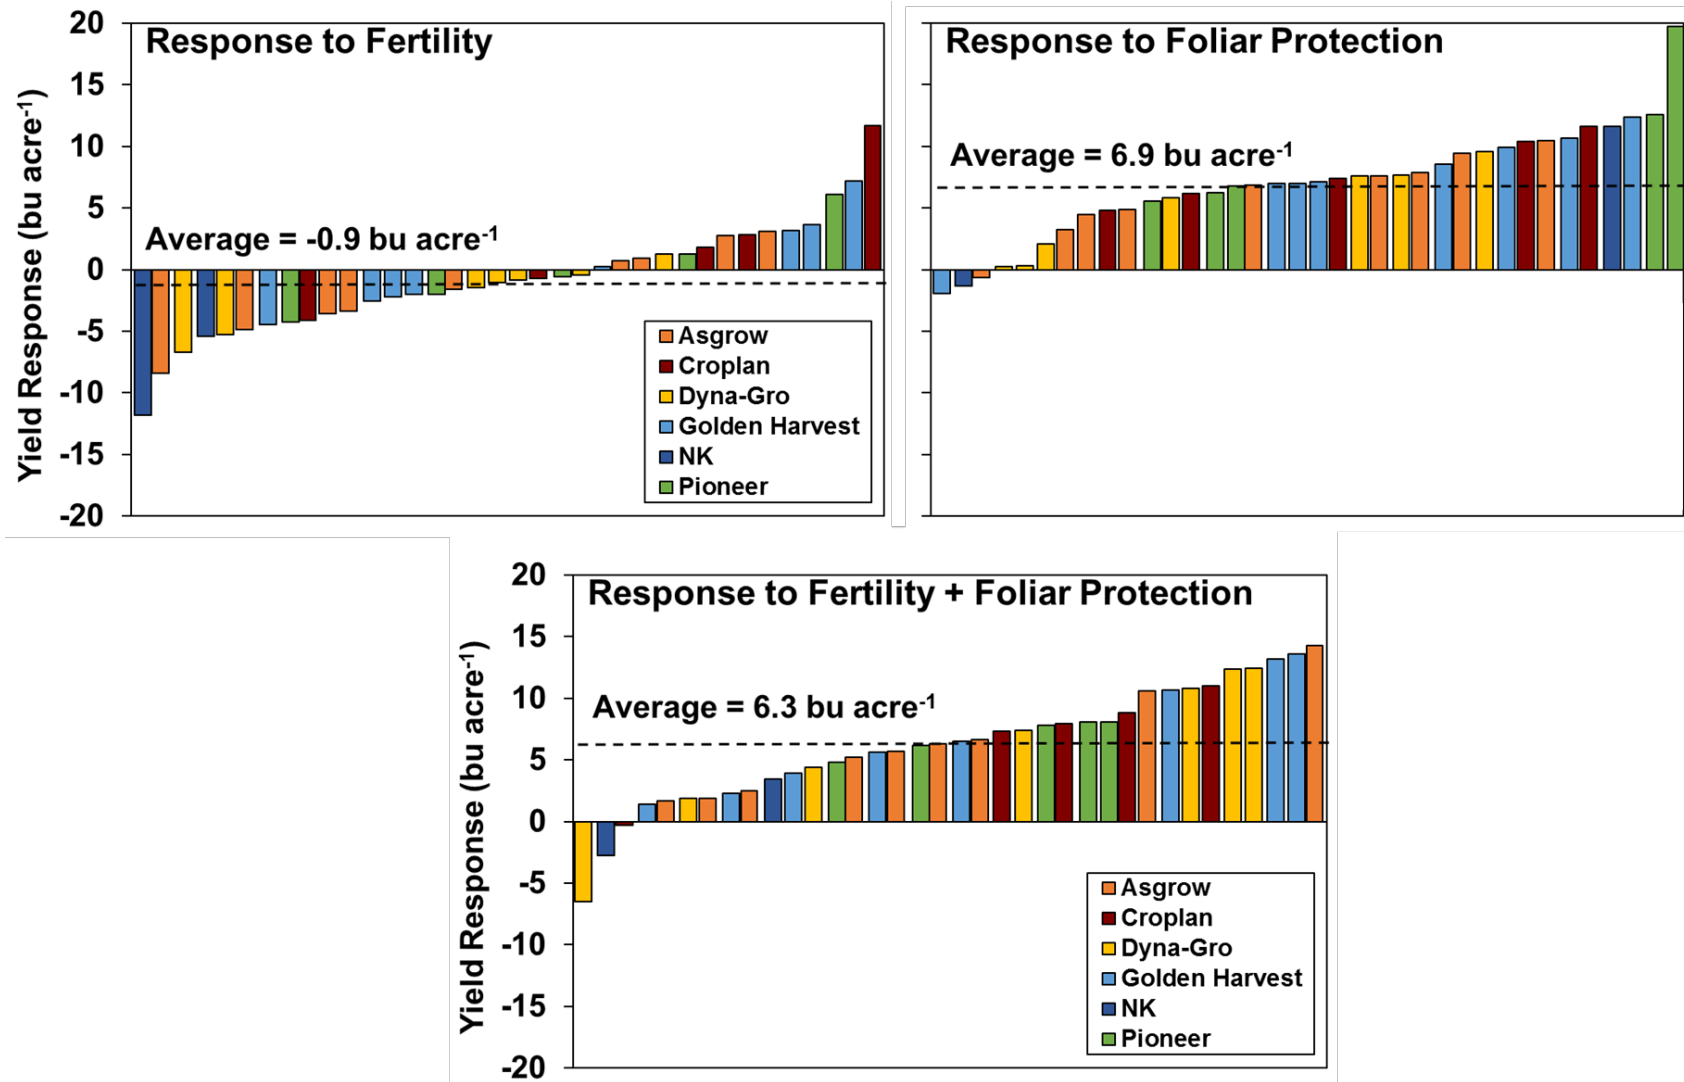 Response to Fertility
Yield Response (bu acre⁻¹)
20
15
10
5
0
-5
-10
-15
-20
Average = -0.9 bu acre⁻¹
Asgrow
Croplan
Dyna-Gro
Golden Harvest
NK
Pioneer
Response to Foliar Protection
Average = 6.9 bu acre⁻¹
Response to Fertility + Foliar Protection
Yield Response (bu acre⁻¹)
20
15
10
5
0
-5
-10
-15
-20
Average = 6.3 bu acre⁻¹
Asgrow
Croplan
Dyna-Gro
Golden Harvest
NK
Pioneer